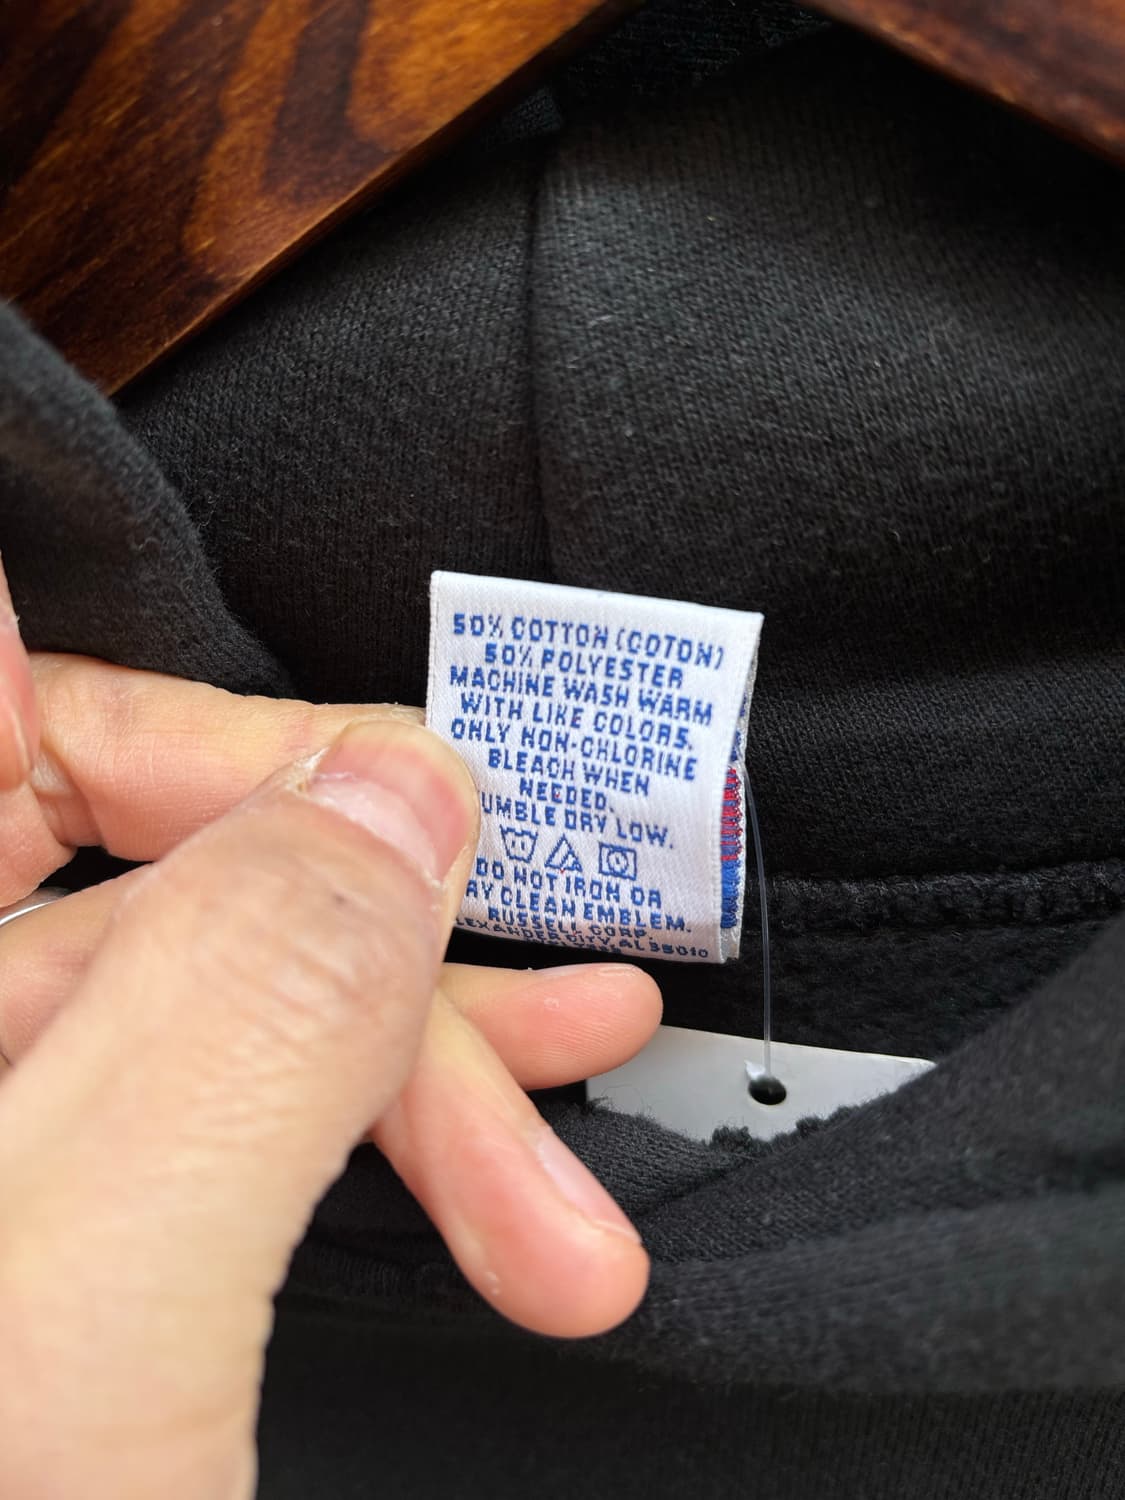 50% COTTON (COTON)
50% POLYESTER
MACHINE WASH WARM
WITH LIKE COLORS.
ONLY NON-CHLORINE
BLEACH WHEN
NEEDED.
UMBLE DRY LOW.
DO NOT IRON OR
RY CLEAN EMBLEM.
RUSSELL CORP.
LEXANDER CITY, AL 35010